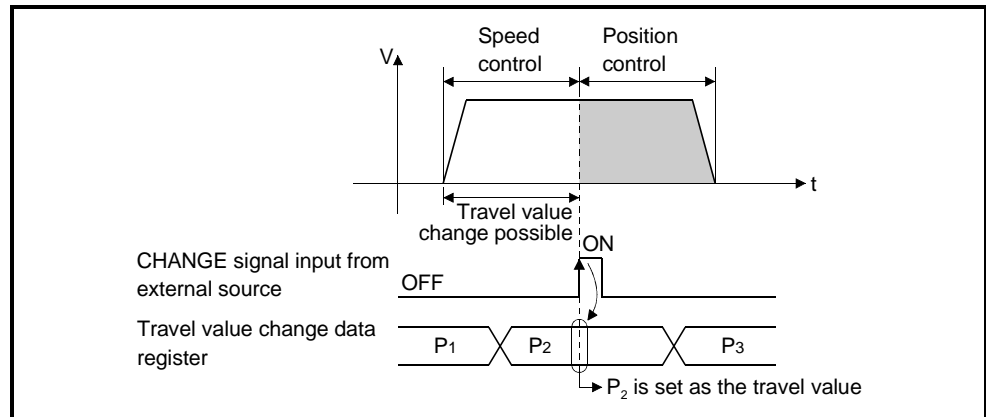 Speed control
Position control
V
t
Travel value
change possible
ON
CHANGE signal input from
external source
OFF
Travel value change data
register
P1
P2
P3
P2 is set as the travel value